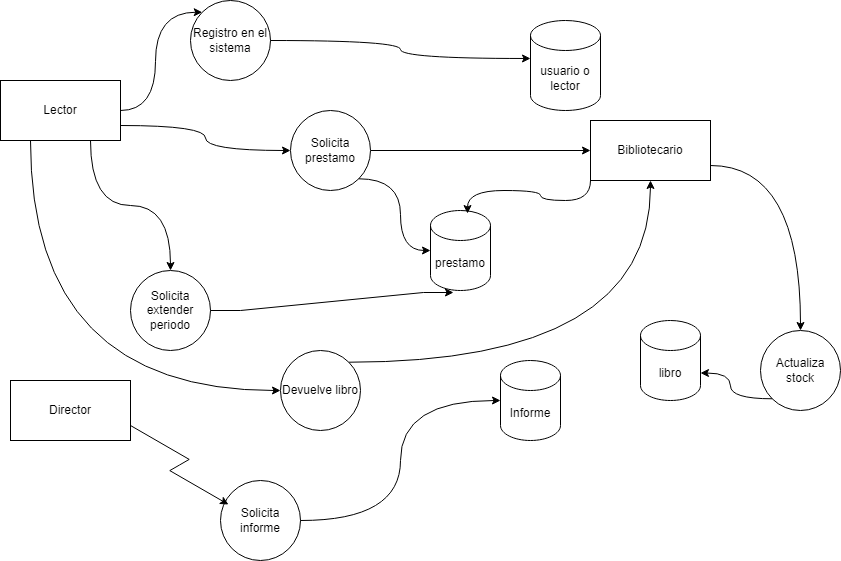 Registro en el
sistema
usuario o
lector
Lector
Solicita
prestamo
Bibliotecario
prestamo
Solicita
extender
periodo
Devuelve libro
libro
Actualiza
stock
Director
Informe
Solicita
informe